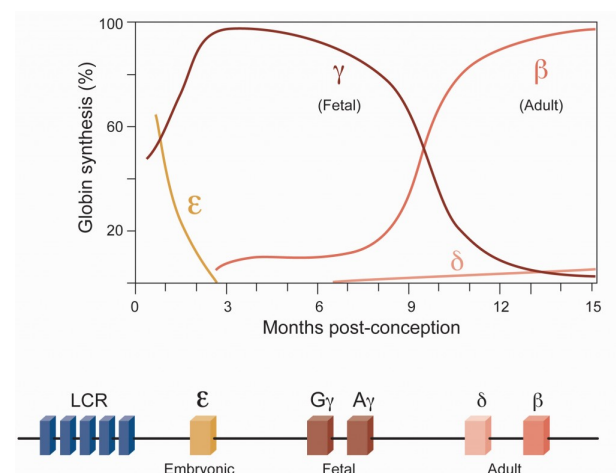 100
60
20
Globin synthesis (%)
γ
(Fetal)
β
(Adult)
ε
δ
0 3 6 9 12 15
Months post-conception
LCR ε Gγ Aγ δ β
Embryonic Fetal Adult